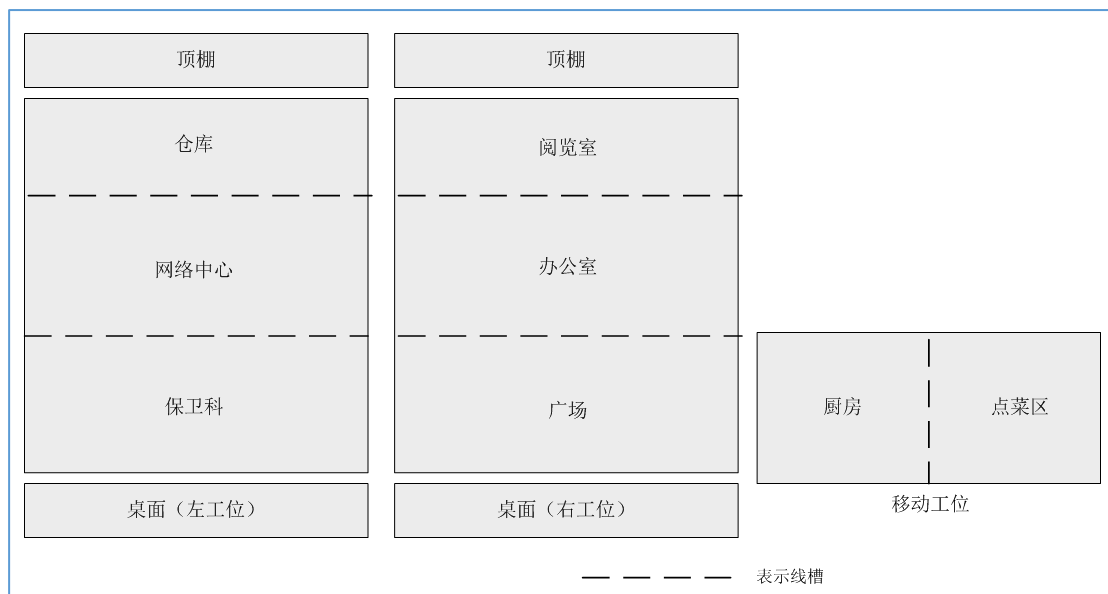 顶棚
顶棚
仓库
阅览室
网络中心
办公室
保卫科
广场
厨房
点菜区
桌面（左工位）
桌面（右工位）
移动工位
表示线槽